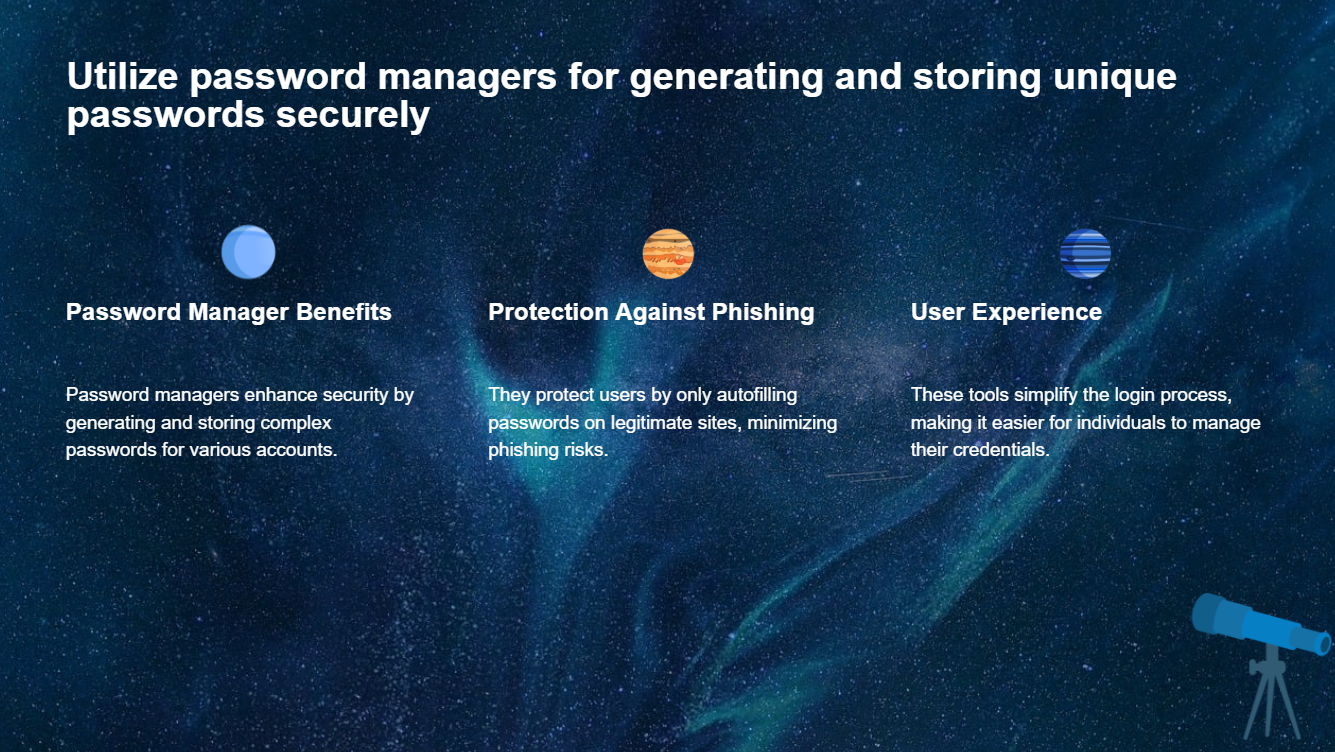 Utilize password managers for generating and storing unique
passwords securely
Password Manager Benefits
Password managers enhance security by
generating and storing complex
passwords for various accounts.
Protection Against Phishing
They protect users by only autofilling
passwords on legitimate sites, minimizing
phishing risks.
User Experience
These tools simplify the login process,
making it easier for individuals to manage
their credentials.